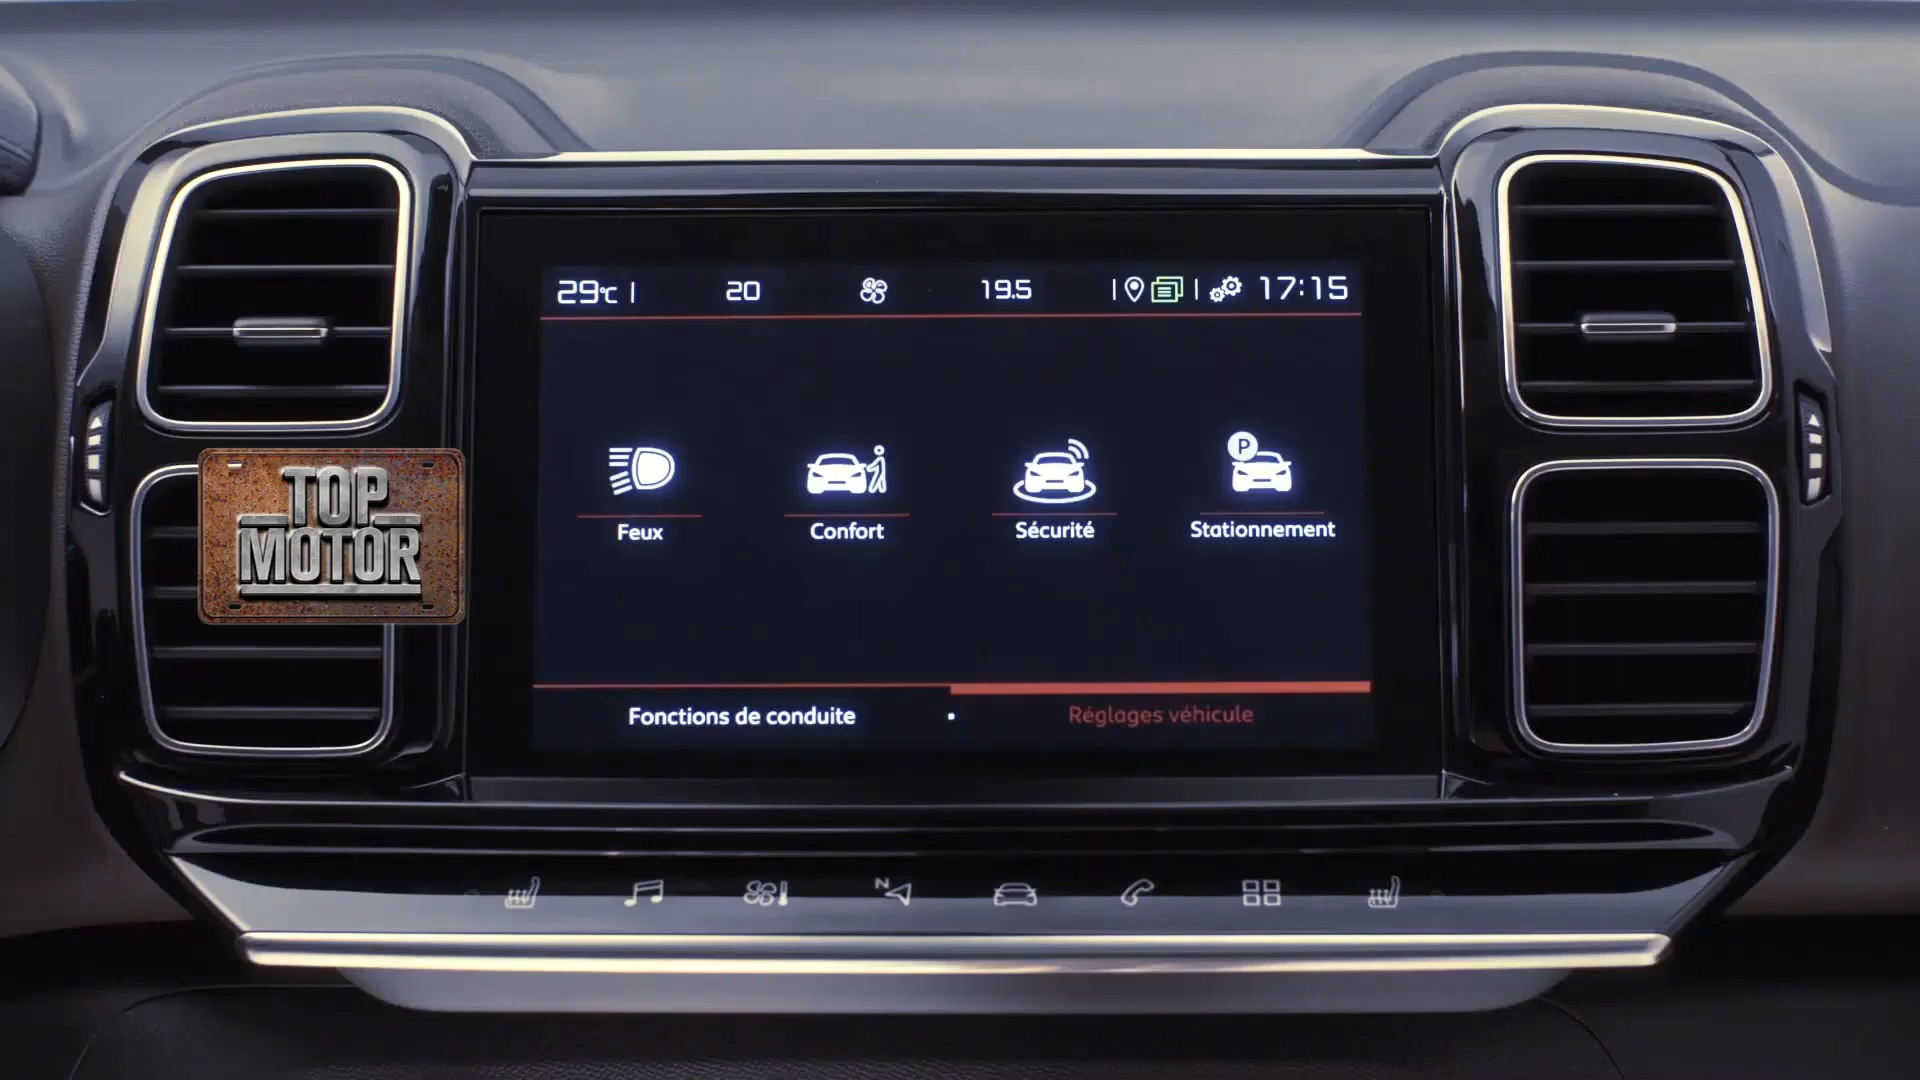 29°C | 20 19.5 | | 17:15
P
Feux Confort Sécurité Stationnement
Fonctions de conduite • Réglages véhicule
TOP
MOTOR
N